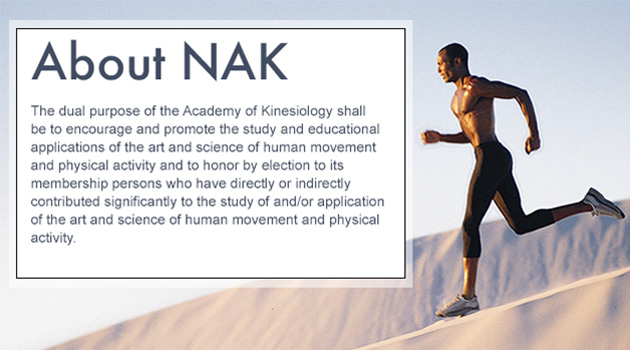 About NAK
The dual purpose of the Academy of Kinesiology shall
be to encourage and promote the study and educational
applications of the art and science of human movement
and physical activity and to honor by election to its
membership persons who have directly or indirectly
contributed significantly to the study of and/or application
of the art and science of human movement and physical
activity.